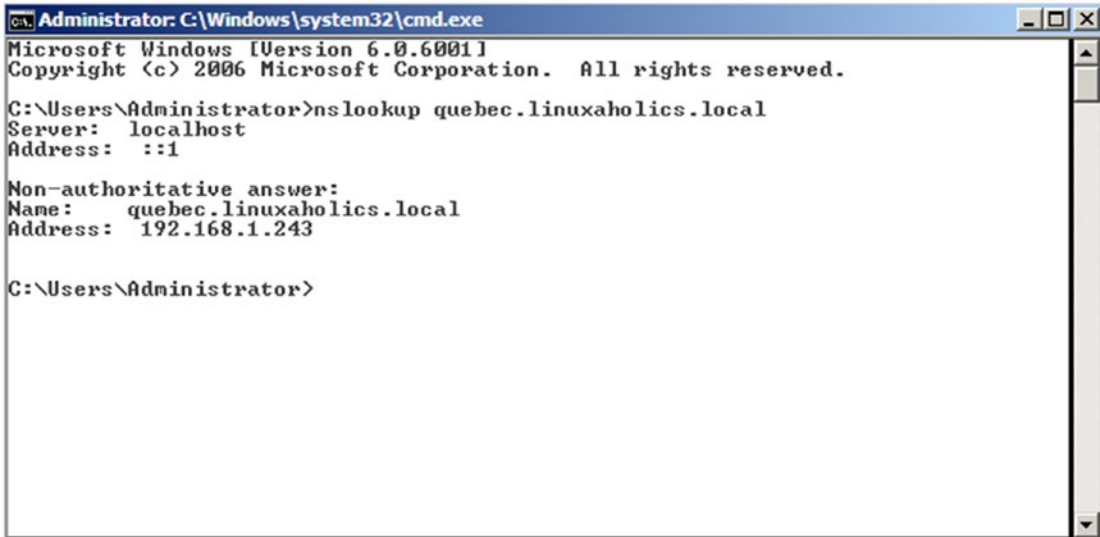 Administrator: C:\Windows\system32\cmd.exe
Microsoft Windows [Version 6.0.6001]
Copyright (c) 2006 Microsoft Corporation.  All rights reserved.
C:\Users\Administrator>nslookup quebec.linuxaholics.local
Server:  localhost
Address:  ::1
Non-authoritative answer:
Name:    quebec.linuxaholics.local
Address:  192.168.1.243
C:\Users\Administrator>